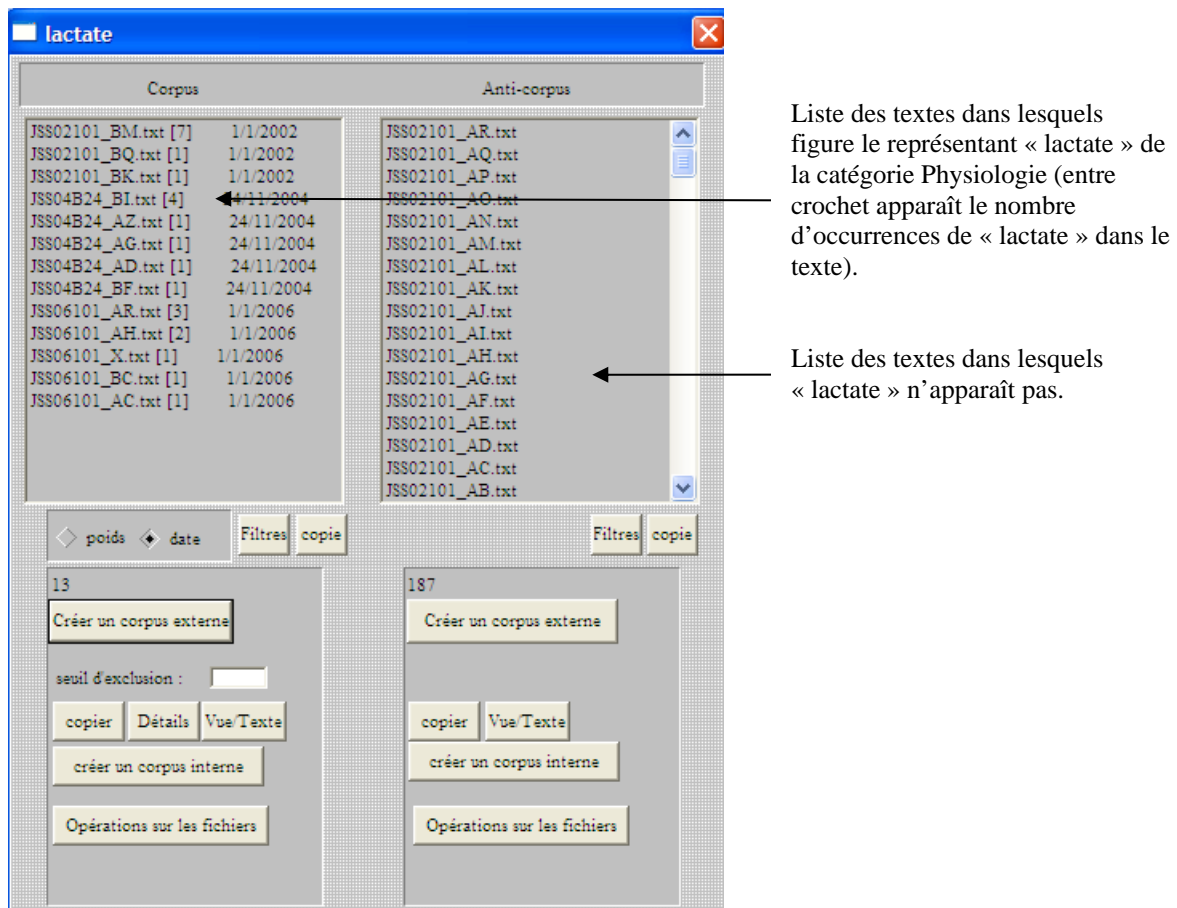 lactate
Corpus
Anti-corpus
JSS02101_BM.txt [7] 1/1/2002
JSS02101_BQ.txt [1] 1/1/2002
JSS02101_BK.txt [1] 1/1/2002
JSS04B24_BI.txt [4] 24/11/2004
JSS04B24_AZ.txt [1] 24/11/2004
JSS04B24_AG.txt [1] 24/11/2004
JSS04B24_AD.txt [1] 24/11/2004
JSS04B24_BF.txt [1] 24/11/2004
JSS06101_AR.txt [3] 1/1/2006
JSS06101_AH.txt [2] 1/1/2006
JSS06101_X.txt [1] 1/1/2006
JSS06101_BC.txt [1] 1/1/2006
JSS06101_AC.txt [1] 1/1/2006
JSS02101_AR.txt
JSS02101_AQ.txt
JSS02101_AP.txt
JSS02101_AO.txt
JSS02101_AN.txt
JSS02101_AM.txt
JSS02101_AL.txt
JSS02101_AK.txt
JSS02101_AJ.txt
JSS02101_AI.txt
JSS02101_AH.txt
JSS02101_AG.txt
JSS02101_AF.txt
JSS02101_AE.txt
JSS02101_AD.txt
JSS02101_AC.txt
JSS02101_AB.txt
poids date Filtres copie
Filtres copie
13
Créer un corpus externe
seuil d'exclusion :
copier Détails Vue/Texte
créer un corpus interne
Opérations sur les fichiers
187
Créer un corpus externe
copier Vue/Texte
créer un corpus interne
Opérations sur les fichiers
Liste des textes dans lesquels
figure le représentant « lactate » de
la catégorie Physiologie (entre
crochet apparaît le nombre
d'occurrences de « lactate » dans le
texte).
Liste des textes dans lesquels
« lactate » n'apparaît pas.